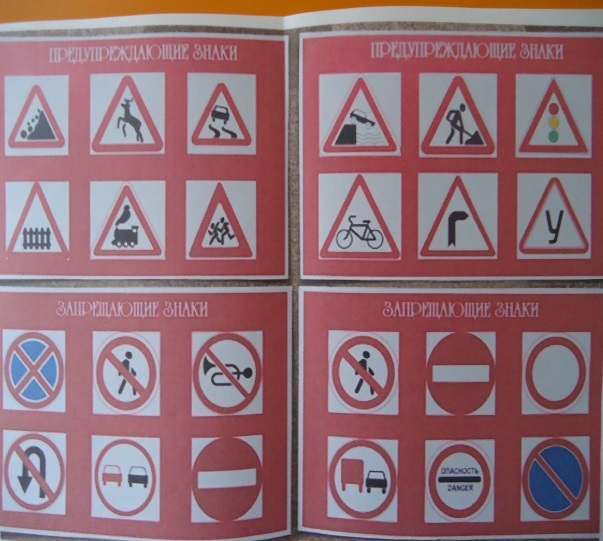 ПРЕДУПРЕЖДАЮЩИЕ ЗНАКИ
ПРЕДУПРЕЖДАЮЩИЕ ЗНАКИ
У
ЗАПРЕЩАЮЩИЕ ЗНАКИ
ЗАПРЕЩАЮЩИЕ ЗНАКИ
ОПАСНОСТЬ
DANGER